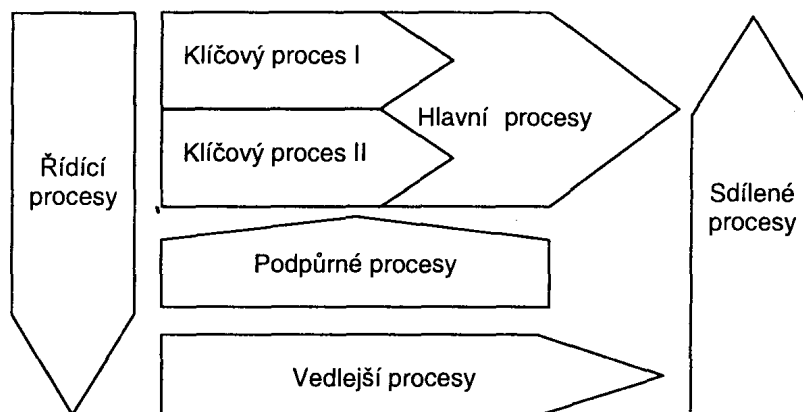 Řídící
procesy
Klíčový proces I
Klíčový proces II
Hlavní procesy
Podpůrné procesy
Vedlejší procesy
Sdílené
procesy